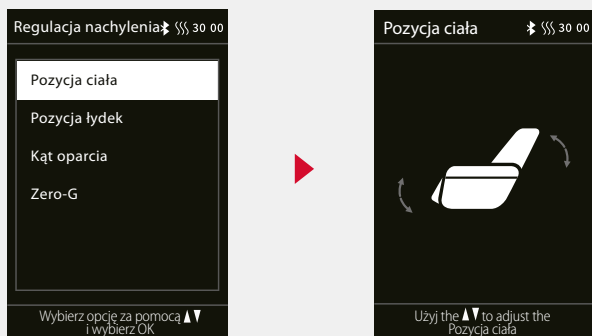 Regulacja nachylenia 30 00
Pozycja ciała
Pozycja łydek
Kąt oparcia
Zero-G
Wybierz opcję za pomocą ▲▼
i wybierz OK
Pozycja ciała 30 00
Użyj the ▲▼ to adjust the
Pozycja ciała